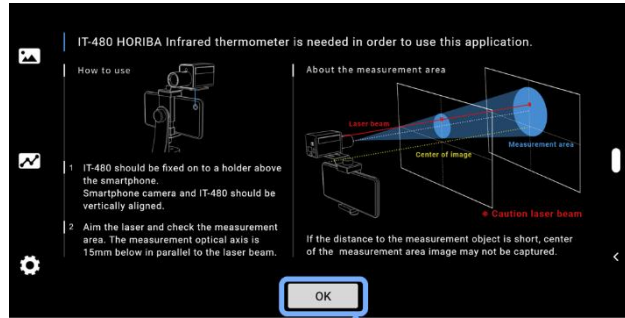 IT-480 HORIBA Infrared thermometer is needed in order to use this application.
How to use
1 IT-480 should be fixed on to a holder above
the smartphone.
Smartphone camera and IT-480 should be
vertically aligned.
2 Aim the laser and check the measurement
area. The measurement optical axis is
15mm below in parallel to the laser beam.
About the measurement area
Laser beam
Center of image
Measurement area
※ Caution laser beam
If the distance to the measurement object is short, center
of the measurement area image may not be captured.
OK